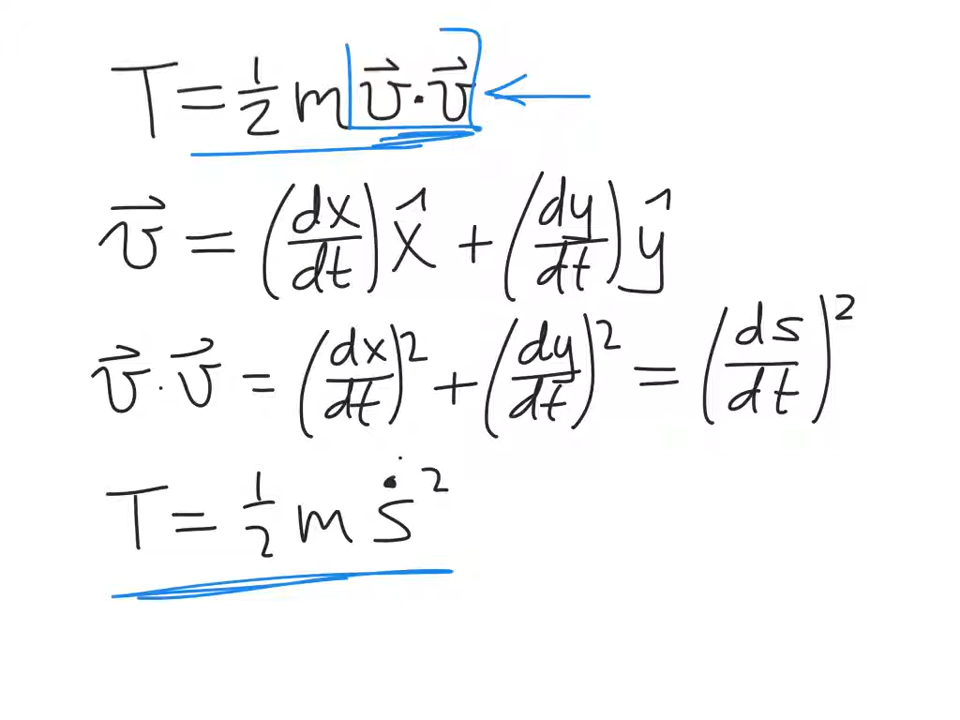 T = 1/2 m v⃗ · v⃗
v⃗ = (dx/dt) x̂ + (dy/dt) ŷ
v⃗ · v⃗ = (dx/dt)² + (dy/dt)² = (ds/dt)²
T = 1/2 m ṡ²